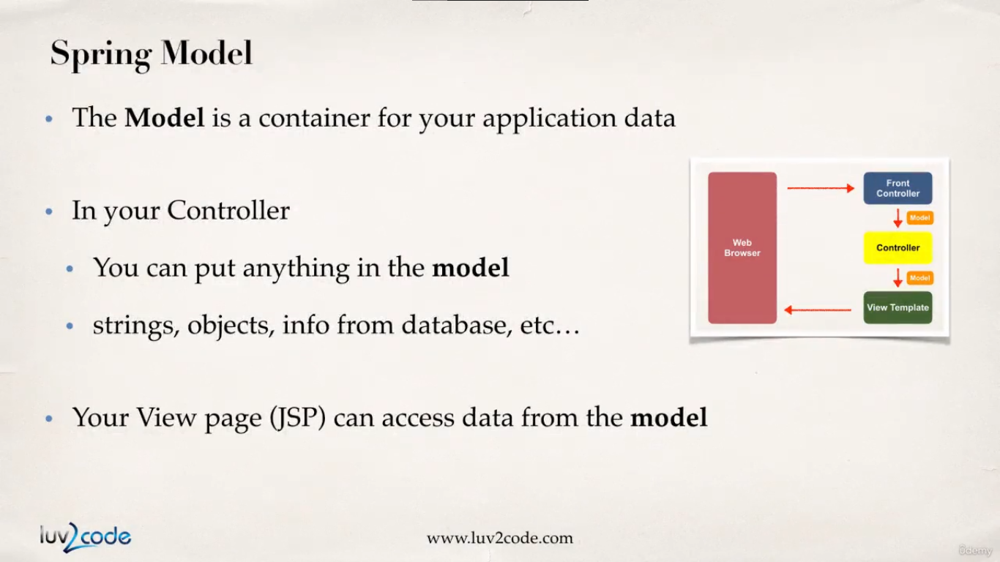 Spring Model
• The Model is a container for your application data
• In your Controller
• You can put anything in the model
• strings, objects, info from database, etc…
• Your View page (JSP) can access data from the model
Web
Browser
Front
Controller
Model
Controller
Model
View Template
luv2code
www.luv2code.com
ûdemy